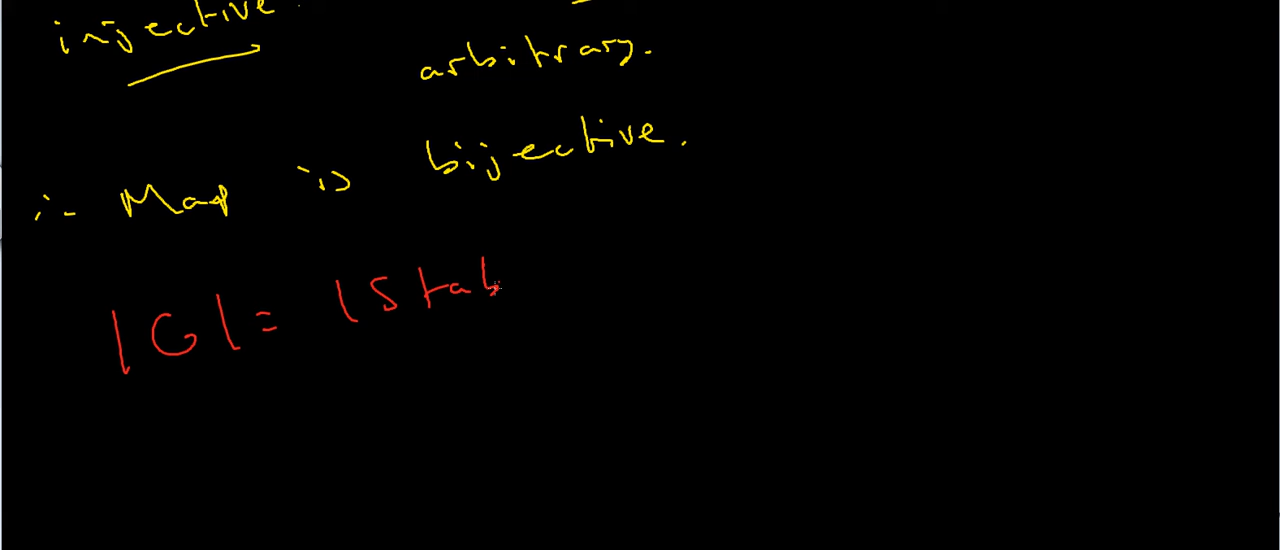 injective.
arbitrary.
∴ Map is bijective.
|G| = |Stab